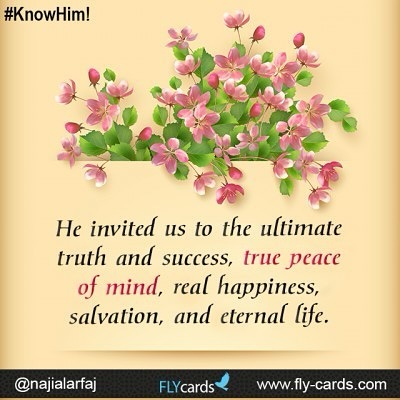 #KnowHim!
He invited us to the ultimate
truth and success, true peace
of mind, real happiness,
salvation, and eternal life.
@najialarfaj FLYcards www.fly-cards.com